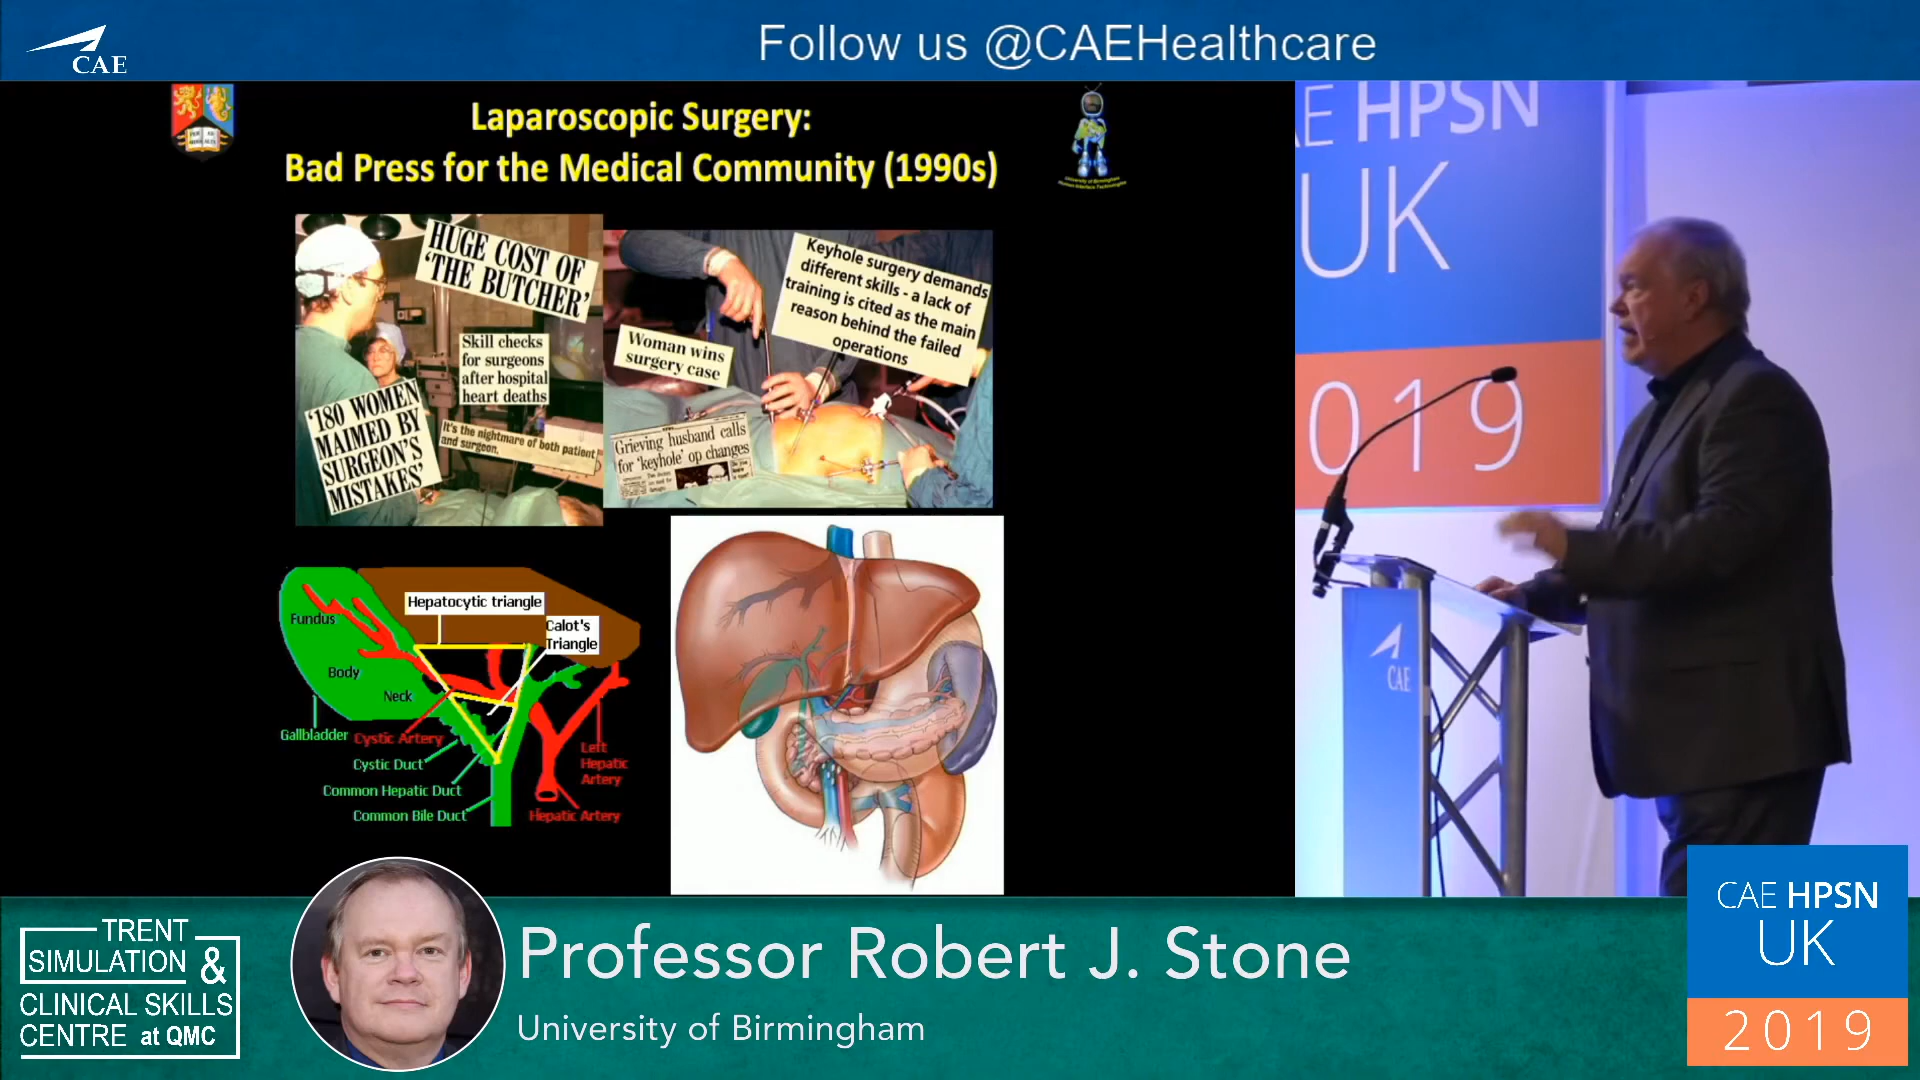 CAE
Follow us @CAEHealthcare
Laparoscopic Surgery:
Bad Press for the Medical Community (1990s)
HUGE COST OF
'THE BUTCHER'
Skill checks
for surgeons
after hospital
heart deaths
'180 WOMEN
MAIMED BY
SURGEON'S
MISTAKES'
It's the nightmare of both patient
and surgeon.
Keyhole surgery demands
different skills - a lack of
training is cited as the main
reason behind the failed
operations
Woman wins
surgery case
Grieving husband calls
for 'keyhole' op changes
Hepatocytic triangle
Calot's
Triangle
Fundus
Body
Neck
Gallbladder
Cystic Artery
Cystic Duct
Common Hepatic Duct
Common Bile Duct
Left
Hepatic
Artery
Hepatic Artery
AE HPSN
UK
019
CAE
TRENT
SIMULATION &
CLINICAL SKILLS
CENTRE at QMC
Professor Robert J. Stone
University of Birmingham
CAE HPSN
UK
2019